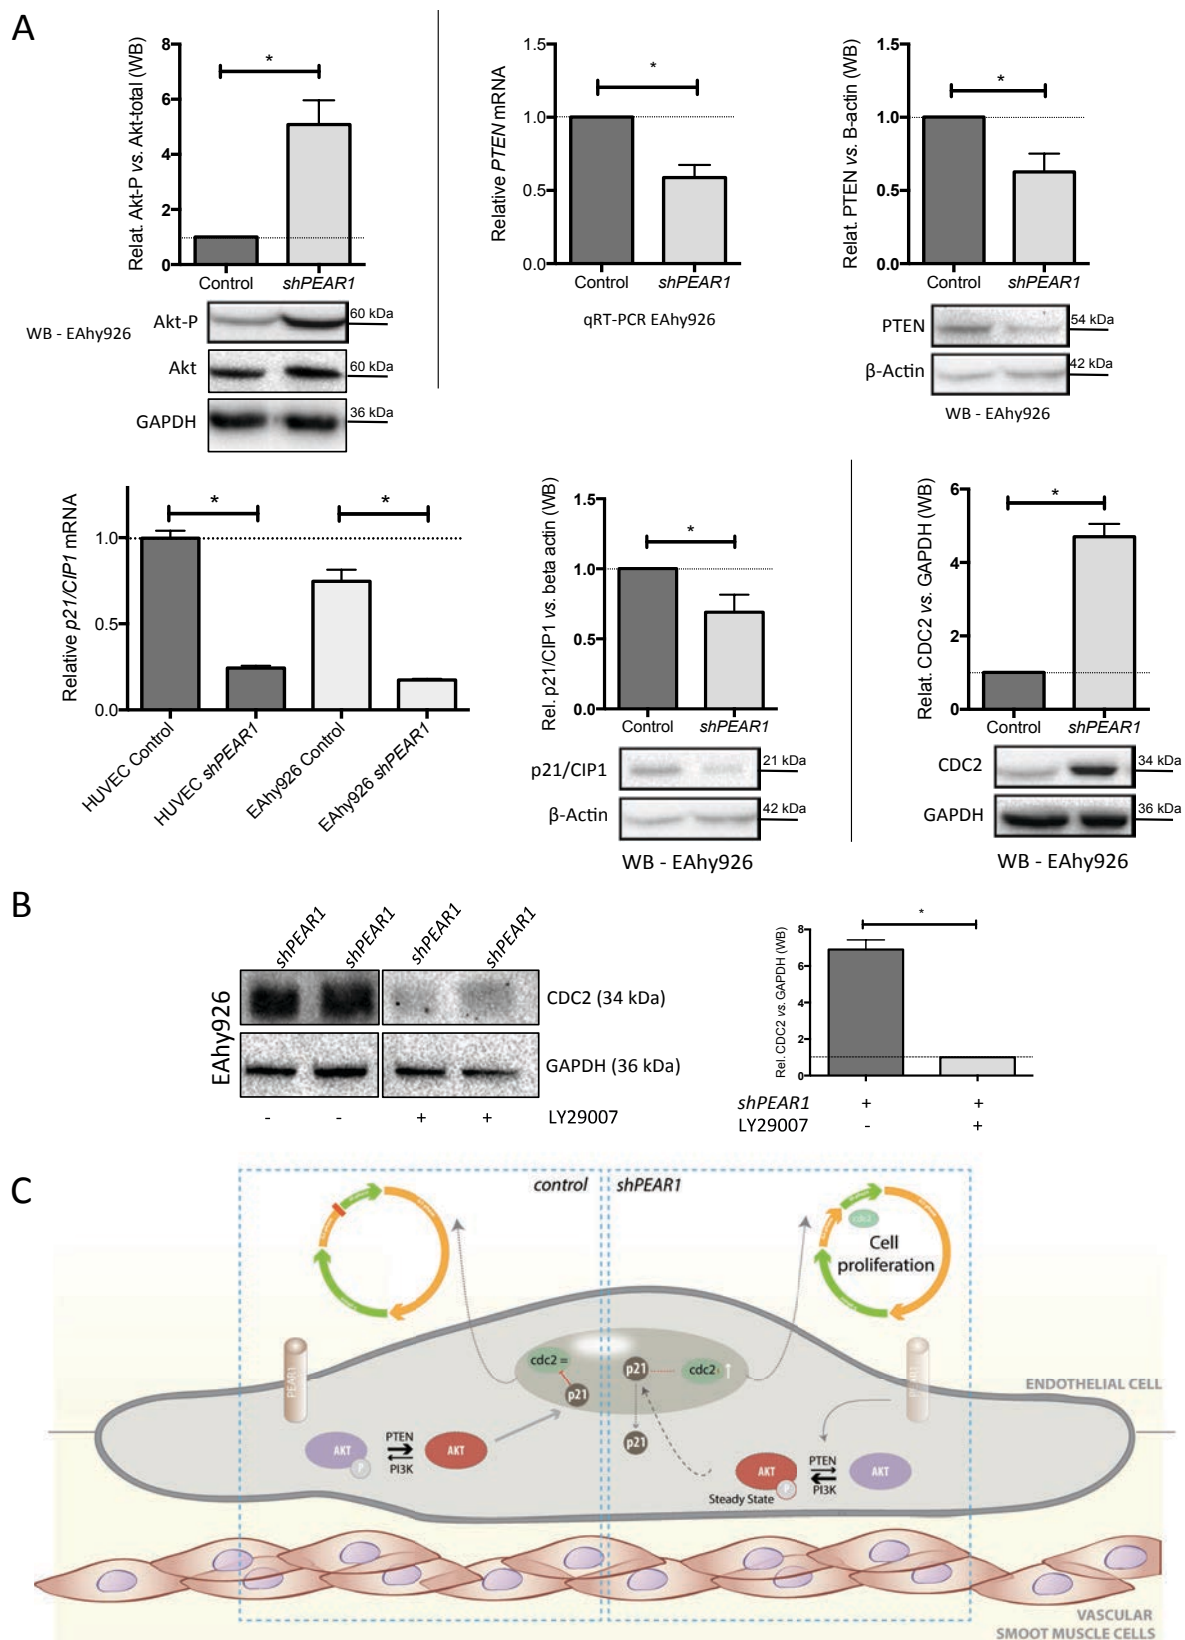 A
Relat. Akt-P vs. Akt-total (WB)
8
6
4
2
0
*
Control
shPEAR1
WB - EAhy926
Akt-P
60 kDa
Akt
60 kDa
GAPDH
36 kDa
Relative PTEN mRNA
1.5
1.0
0.5
0.0
*
Control
shPEAR1
qRT-PCR EAhy926
Relat. PTEN vs. B-actin (WB)
1.5
1.0
0.5
0.0
*
Control
shPEAR1
PTEN
54 kDa
β-Actin
42 kDa
WB - EAhy926
Relative p21/CIP1 mRNA
1.0
0.5
0.0
*
*
HUVEC Control
HUVEC shPEAR1
EAhy926 Control
EAhy926 shPEAR1
Rel. p21/CIP1 vs. beta actin (WB)
1.5
1.0
0.5
0.0
*
Control
shPEAR1
p21/CIP1
21 kDa
β-Actin
42 kDa
WB - EAhy926
Relat. CDC2 vs. GAPDH (WB)
6
4
2
0
*
Control
shPEAR1
CDC2
34 kDa
GAPDH
36 kDa
WB - EAhy926
B
EAhy926
shPEAR1
shPEAR1
shPEAR1
shPEAR1
CDC2 (34 kDa)
GAPDH (36 kDa)
- - + + LY29007
Rel. CDC2 vs. GAPDH (WB)
8
6
4
2
0
*
shPEAR1 + +
LY29007 - +
C
control
shPEAR1
cdc2
Cell
proliferation
PEAR1
PEAR1
cdc2 =
p21
p21
cdc2
p21
ENDOTHELIAL CELL
AKT
P
PTEN
PI3K
AKT
AKT
P
Steady State
PTEN
PI3K
AKT
VASCULAR
SMOOT MUSCLE CELLS